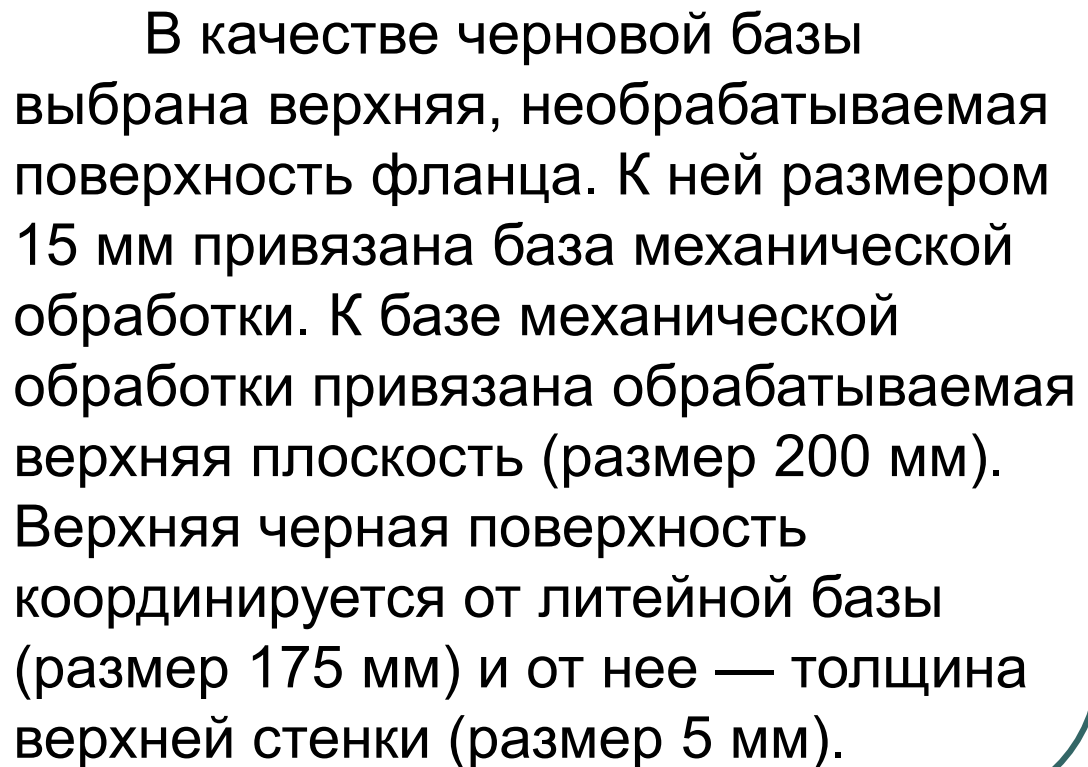 В качестве черновой базы
выбрана верхняя, необрабатываемая
поверхность фланца. К ней размером
15 мм привязана база механической
обработки. К базе механической
обработки привязана обрабатываемая
верхняя плоскость (размер 200 мм).
Верхняя черная поверхность
координируется от литейной базы
(размер 175 мм) и от нее — толщина
верхней стенки (размер 5 мм).